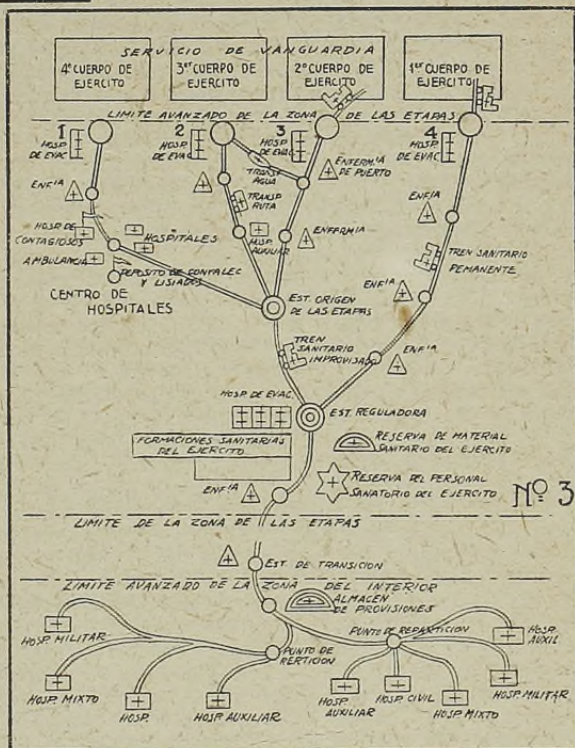 SERVICIO DE VANGUARDIA
4º CUERPO DE
EJERCITO
3er CUERPO DE
EJERCITO
2º CUERPO DE
EJERCITO
1er CUERPO DE
EJERCITO
LIMITE AVANZADO DE LA ZONA DE LAS ETAPAS
1
HOSP.
DE EVAC
2
HOSP.
DE EVAC
3
HOSP.
DE EVAC
4
HOSP.
DE EVAC
TRANSP
AGUA
ENFERMIA
DE PUERTO
ENFIA
TRANSP
RUTA
ENFIA
HOSP. DE
CONTAGIOSOS
HOSPITALES
HOSP.
AUXILIAR
ENFERMIA
AMBULANCIA
DEPOSITO DE CONVALEC
Y LISIADOS
TREN SANITARIO
PEMANENTE
CENTRO DE
HOSPITALES
EST. ORIGEN
DE LAS ETAPAS
ENFIA
TREN
SANITARIO
IMPROVISADO
ENFIA
HOSP. DE EVAC.
EST. REGULADORA
FORMACIONES SANITARIAS
DEL EJERCITO
RESERVA DE MATERIAL
SANITARIO DEL EJERCITO
ENFIA
RESERVA DEL PERSONAL
SANATORIO DEL EJERCITO
Nº 3
LIMITE DE LA ZONA DE LAS ETAPAS
EST. DE TRANSICION
LIMITE AVANZADO DE LA ZONA DEL INTERIOR
ALMACEN
DE PROVISIONES
HOSP. MILITAR
PUNTO DE REPARTICION
HOSP.
AUXIL
PUNTO DE
RERTICION
HOSP. MIXTO
HOSP.
HOSP. AUXILIAR
HOSP.
AUXILIAR
HOSP. CIVIL
HOSP. MIXTO
HOSP. MILITAR